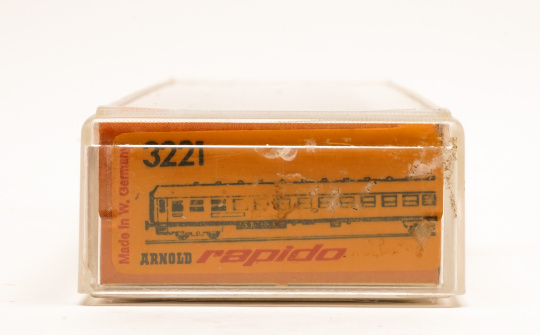 3221
Made in W. Germany
ARNOLD rapido